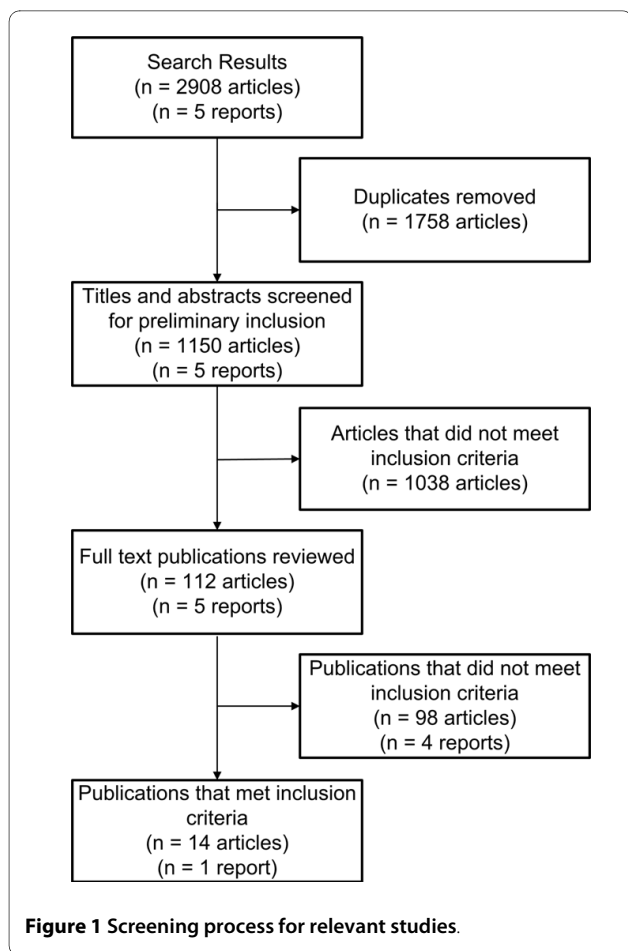 Search Results
(n = 2908 articles)
(n = 5 reports)
Duplicates removed
(n = 1758 articles)
Titles and abstracts screened
for preliminary inclusion
(n = 1150 articles)
(n = 5 reports)
Articles that did not meet
inclusion criteria
(n = 1038 articles)
Full text publications reviewed
(n = 112 articles)
(n = 5 reports)
Publications that did not meet
inclusion criteria
(n = 98 articles)
(n = 4 reports)
Publications that met inclusion
criteria
(n = 14 articles)
(n = 1 report)
Figure 1 Screening process for relevant studies.